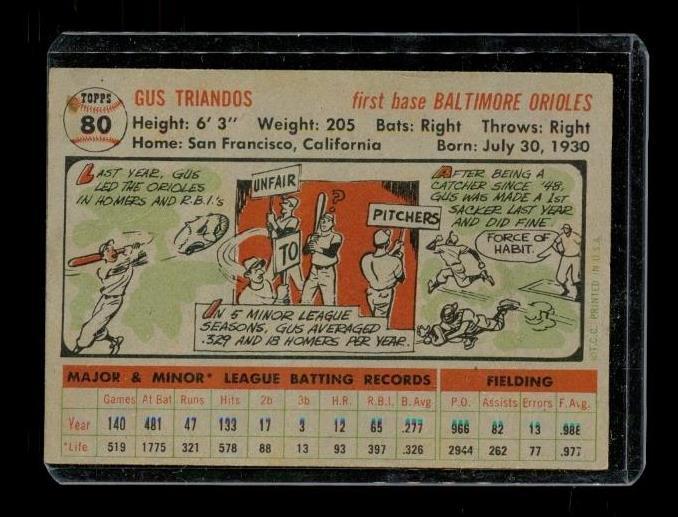 TOPPS
80
GUS TRIANDOS first base BALTIMORE ORIOLES
Height: 6' 3" Weight: 205 Bats: Right Throws: Right
Home: San Francisco, California Born: July 30, 1930
LAST YEAR, GUS
LED THE ORIOLES
IN HOMERS AND R.B.I.'s
UNFAIR
TO
?
PITCHERS
IN 5 MINOR LEAGUE
SEASONS, GUS AVERAGED
.329 AND 18 HOMERS PER YEAR.
AFTER BEING A
CATCHER SINCE '48,
GUS WAS MADE A 1ST
SACKER LAST YEAR
AND DID FINE.
FORCE OF
HABIT.
©T.C.G. PRINTED IN U.S.A.
MAJOR & MINOR* LEAGUE BATTING RECORDS FIELDING
Games At Bat Runs Hits 2b 3b H.R. R.B.I. B. Avg. P.O. Assists Errors F. Avg.
Year 140 481 47 133 17 3 12 65 .277 966 82 13 .988
*Life 519 1775 321 578 88 13 93 397 .326 2944 262 77 .977